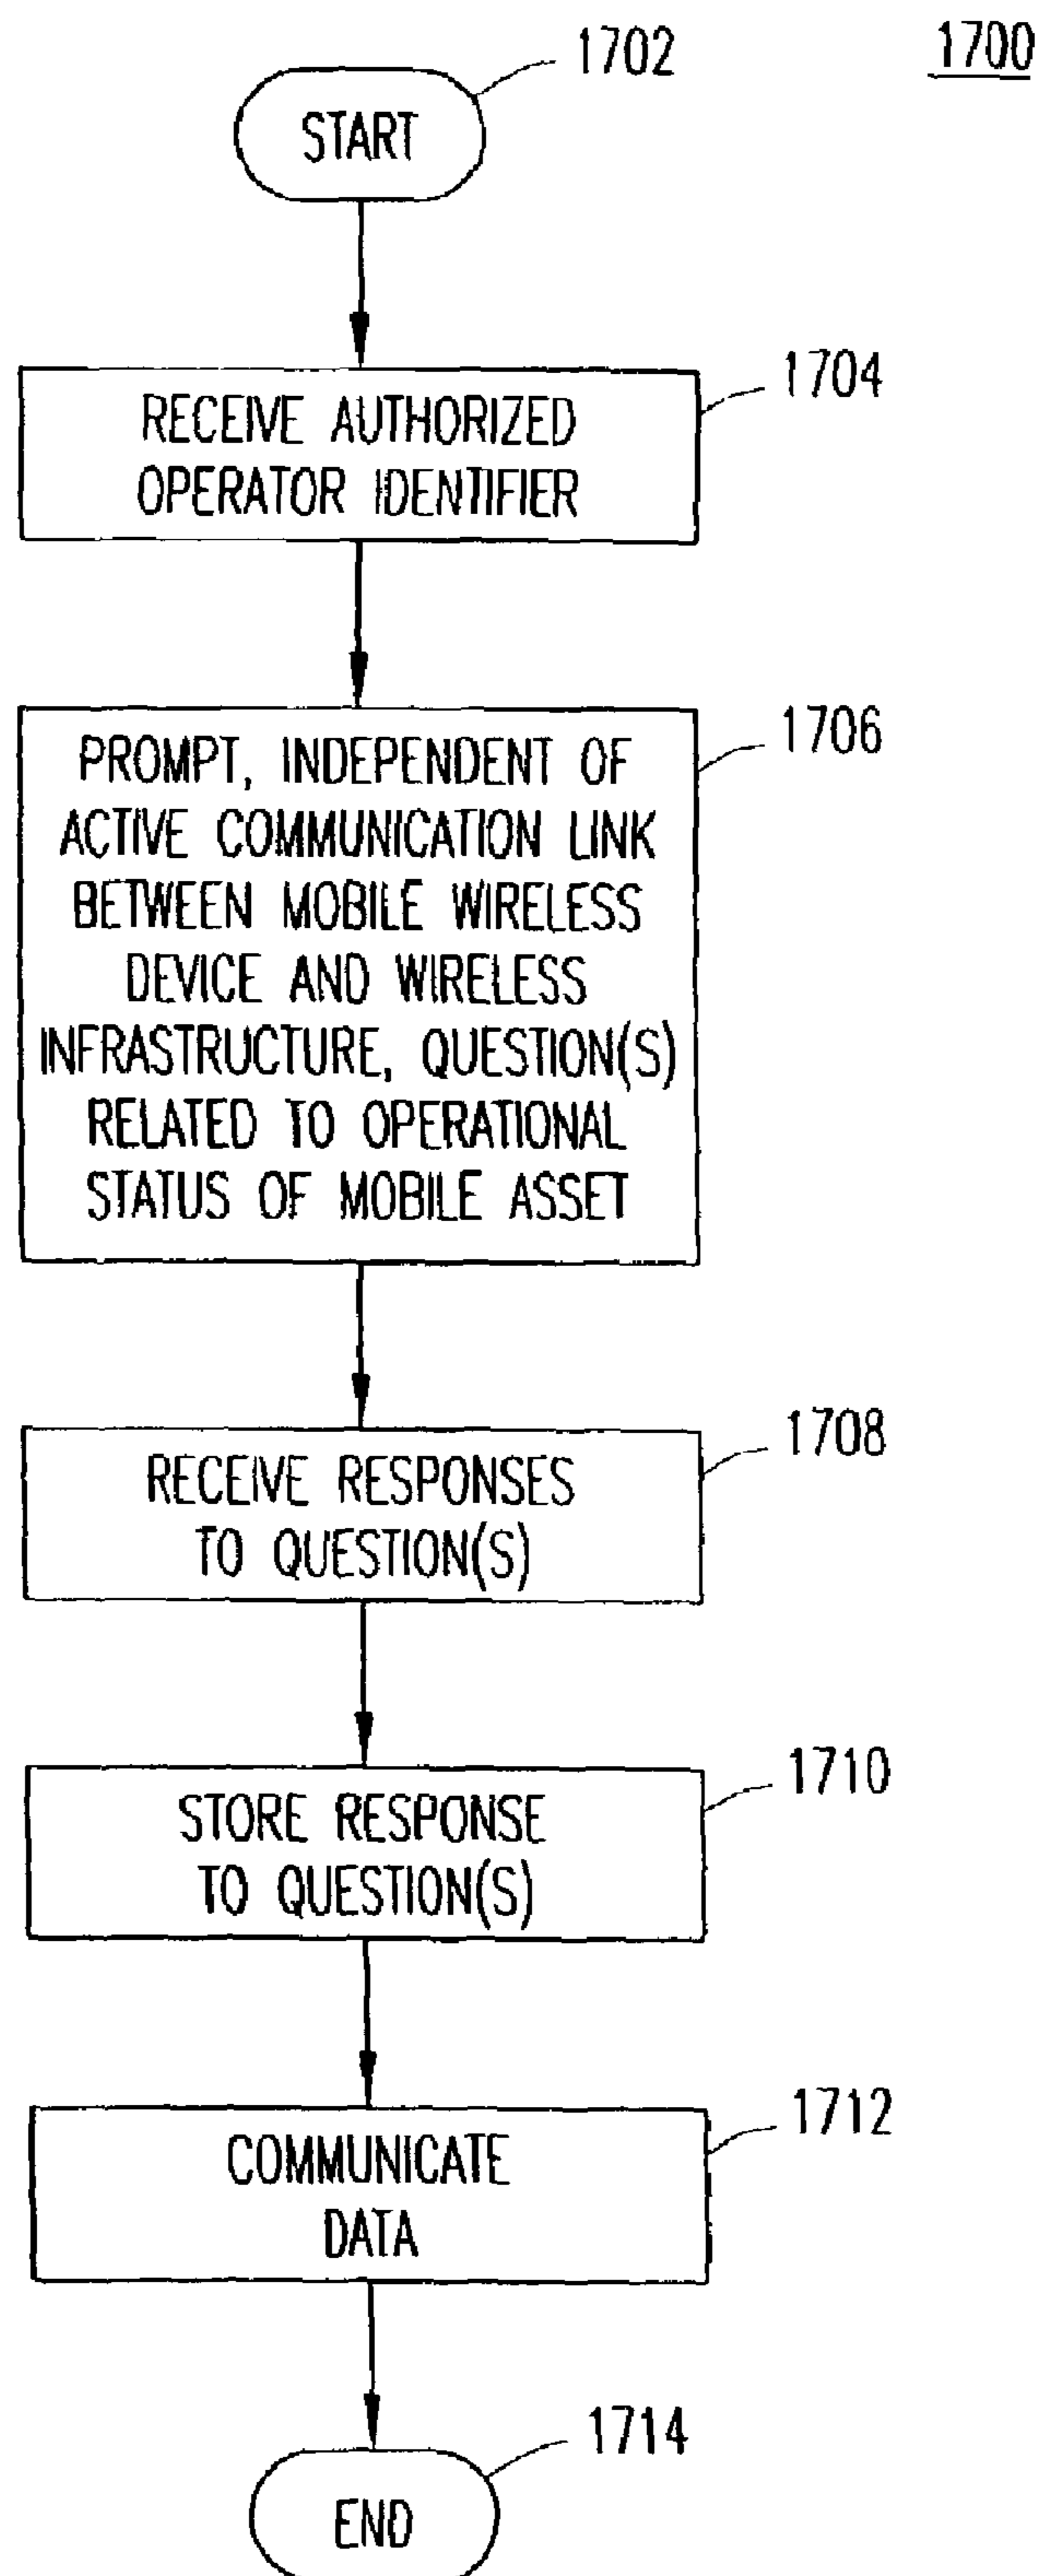 1700
1702
START
1704
RECEIVE AUTHORIZED
OPERATOR IDENTIFIER
1706
PROMPT, INDEPENDENT OF
ACTIVE COMMUNICATION LINK
BETWEEN MOBILE WIRELESS
DEVICE AND WIRELESS
INFRASTRUCTURE, QUESTION(S)
RELATED TO OPERATIONAL
STATUS OF MOBILE ASSET
1708
RECEIVE RESPONSES
TO QUESTION(S)
1710
STORE RESPONSE
TO QUESTION(S)
1712
COMMUNICATE
DATA
1714
END